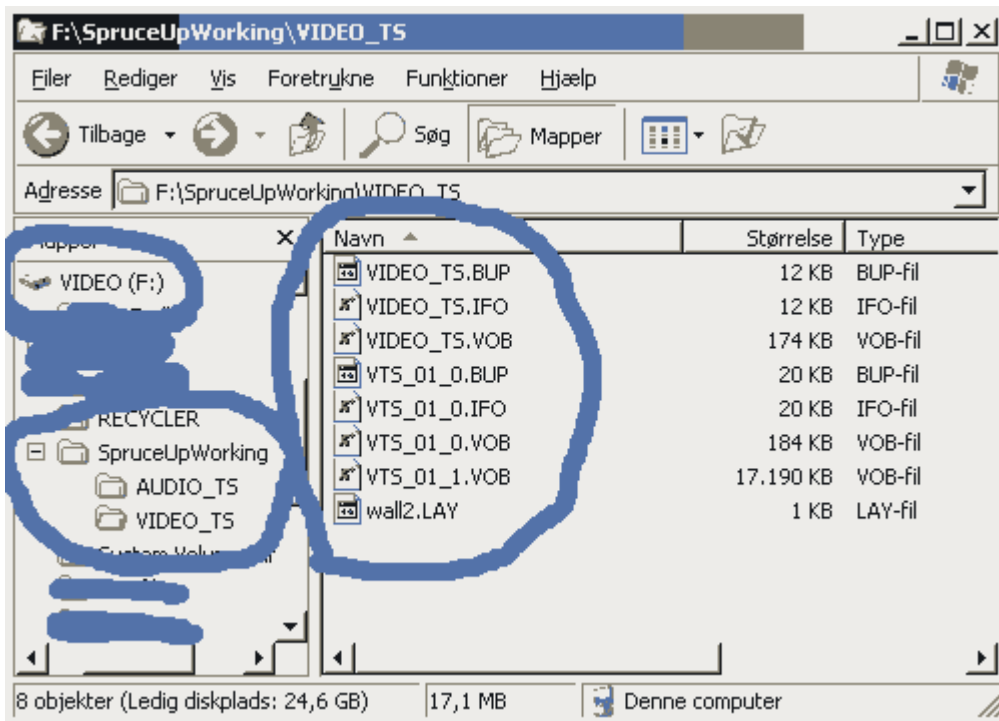 F:\SpruceUpWorking\VIDEO_TS
Filer Rediger Vis Foretrukne Funktioner Hjælp
Tilbage Søg Mapper
Adresse F:\SpruceUpWorking\VIDEO_TS
Mapper X Navn Størrelse Type
VIDEO (F:)
RECYCLER
SpruceUpWorking
AUDIO_TS
VIDEO_TS
System Volume
VIDEO_TS.BUP 12 KB BUP-fil
VIDEO_TS.IFO 12 KB IFO-fil
VIDEO_TS.VOB 174 KB VOB-fil
VTS_01_0.BUP 20 KB BUP-fil
VTS_01_0.IFO 20 KB IFO-fil
VTS_01_0.VOB 184 KB VOB-fil
VTS_01_1.VOB 17.190 KB VOB-fil
wall2.LAY 1 KB LAY-fil
8 objekter (Ledig diskplads: 24,6 GB) 17,1 MB Denne computer